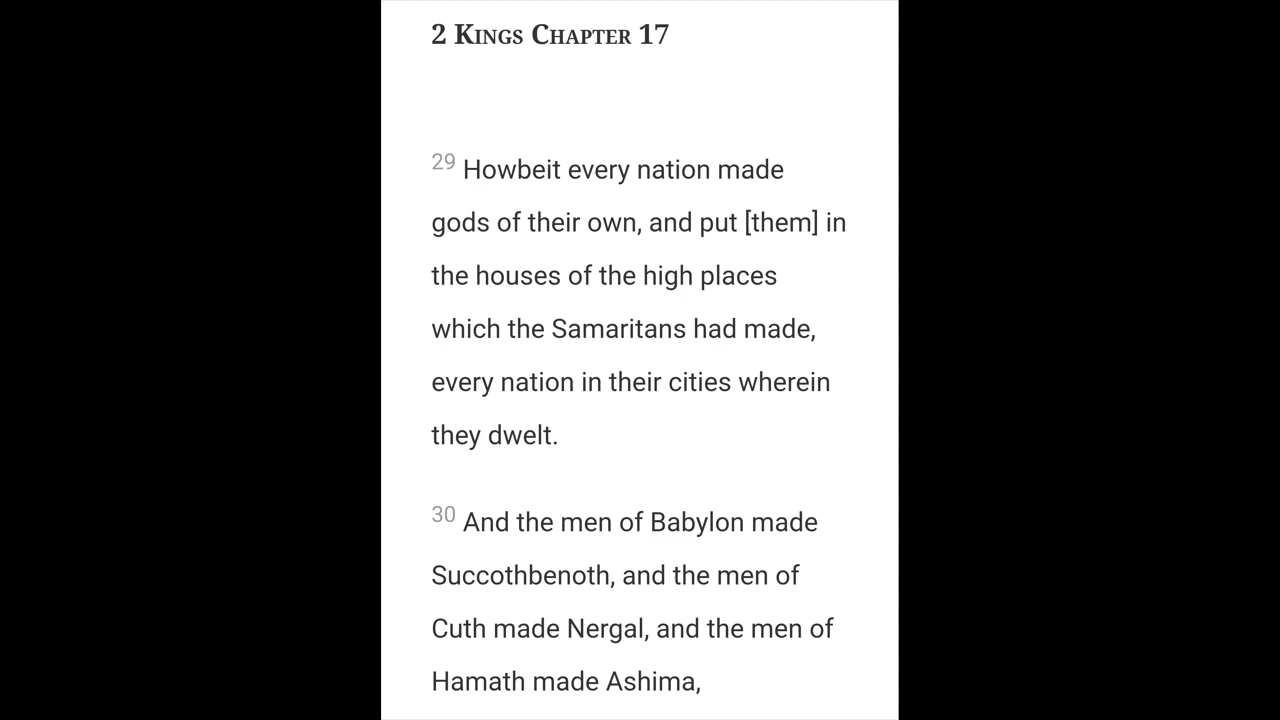 2 Kings Chapter 17
29 Howbeit every nation made
gods of their own, and put [them] in
the houses of the high places
which the Samaritans had made,
every nation in their cities wherein
they dwelt.
30 And the men of Babylon made
Succothbenoth, and the men of
Cuth made Nergal, and the men of
Hamath made Ashima,